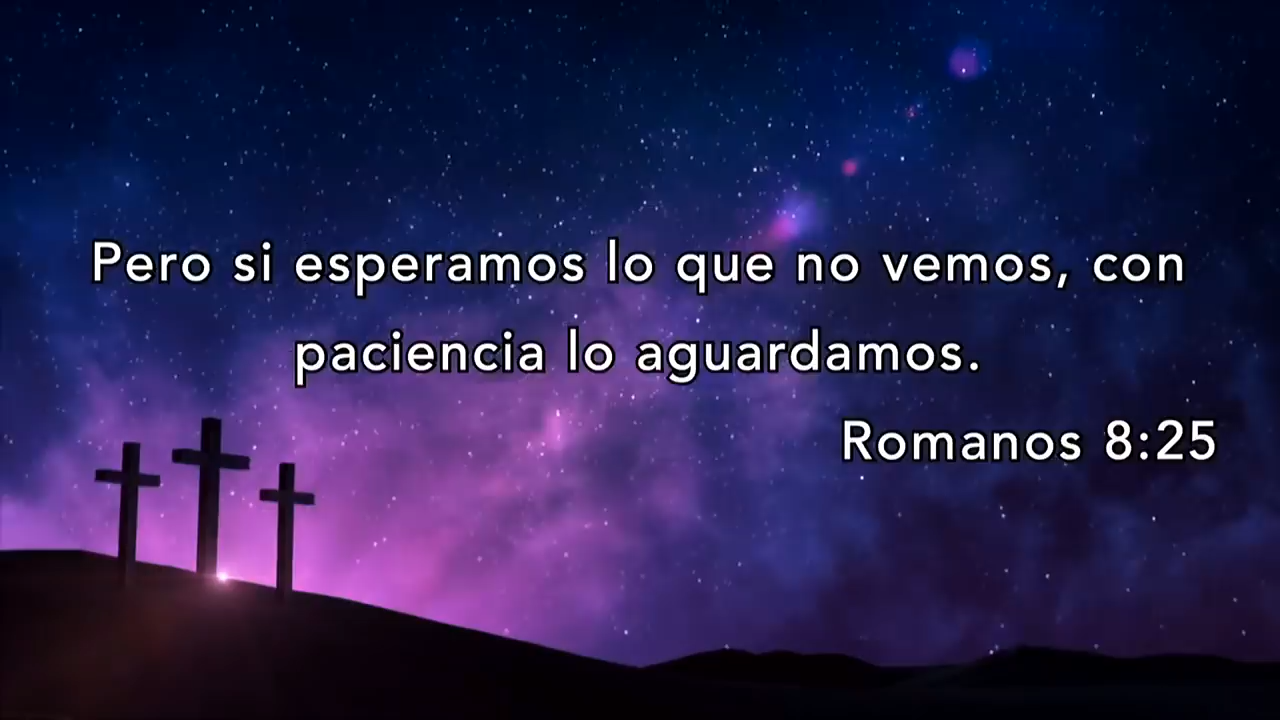 Pero si esperamos lo que no vemos, con
paciencia lo aguardamos.
Romanos 8:25